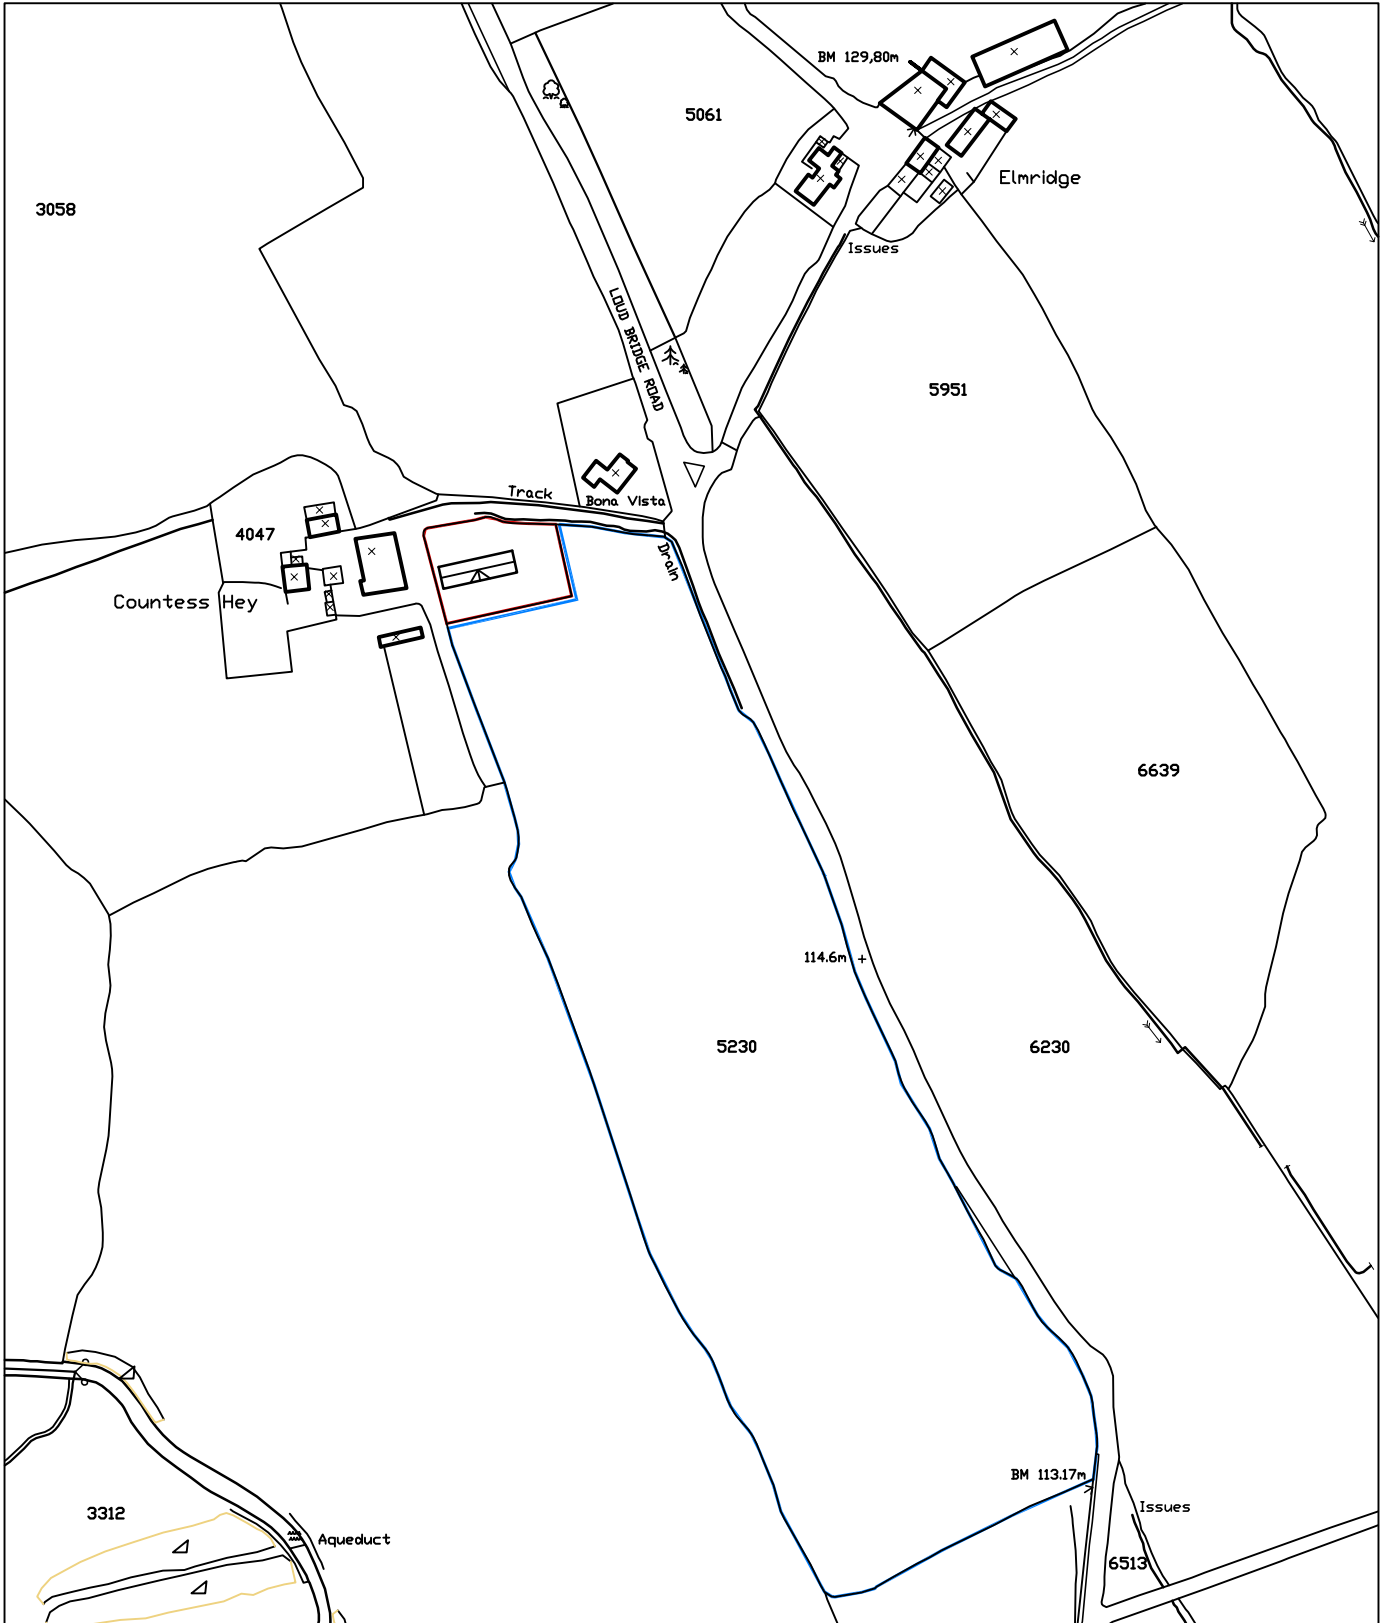 BM 129,80m
5061
Elmridge
3058
Issues
LOUD BRIDGE ROAD
5951
Track
Bona Vista
4047
Drain
Countess Hey
6639
114.6m
5230
6230
BM 113.17m
3312
Issues
Aqueduct
6513